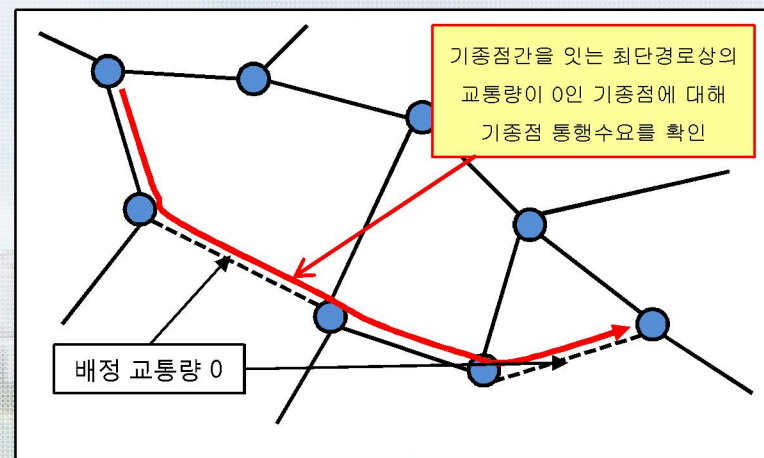 기종점간을 잇는 최단경로상의
교통량이 0인 기종점에 대해
기종점 통행수요를 확인
배정 교통량 0